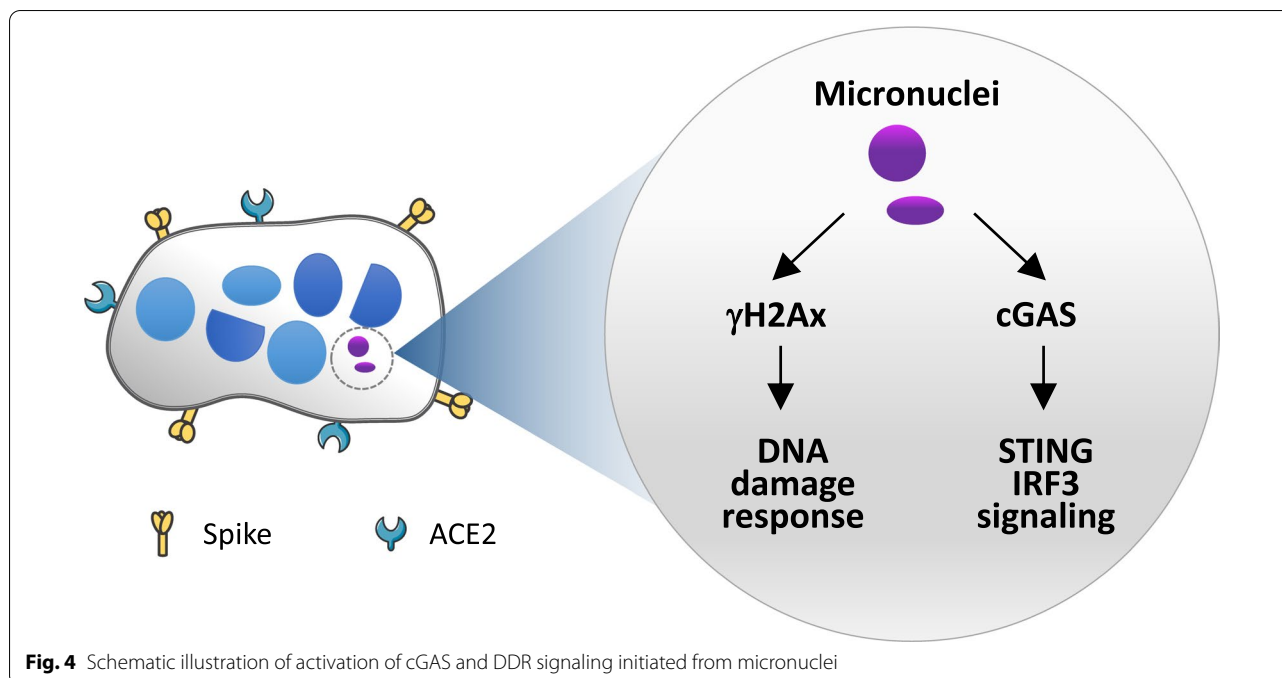 Micronuclei
γH2Ax
cGAS
DNA
damage
response
STING
IRF3
signaling
Spike
ACE2
Fig. 4 Schematic illustration of activation of cGAS and DDR signaling initiated from micronuclei